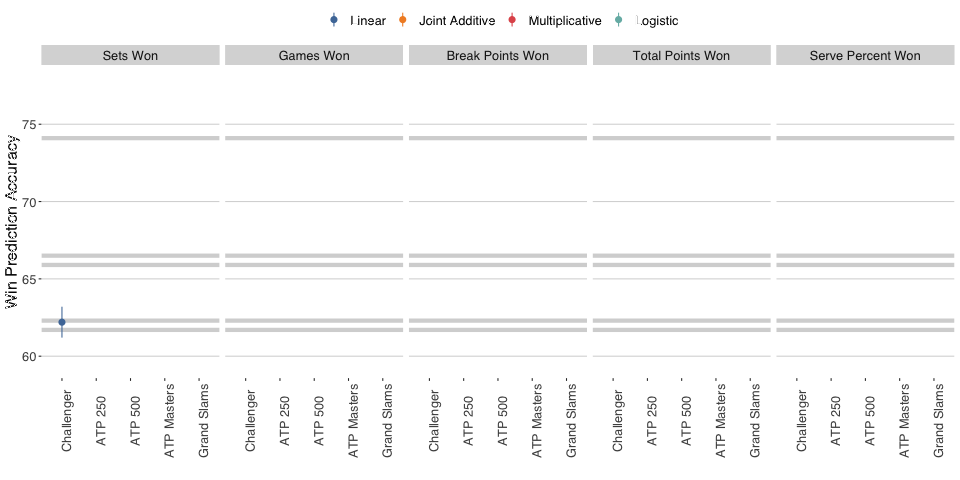 Linear Joint Additive Multiplicative Logistic
Sets Won Games Won Break Points Won Total Points Won Serve Percent Won
Win Prediction Accuracy
75
70
65
60
Challenger ATP 250 ATP 500 ATP Masters Grand Slams Challenger ATP 250 ATP 500 ATP Masters Grand Slams Challenger ATP 250 ATP 500 ATP Masters Grand Slams Challenger ATP 250 ATP 500 ATP Masters Grand Slams Challenger ATP 250 ATP 500 ATP Masters Grand Slams